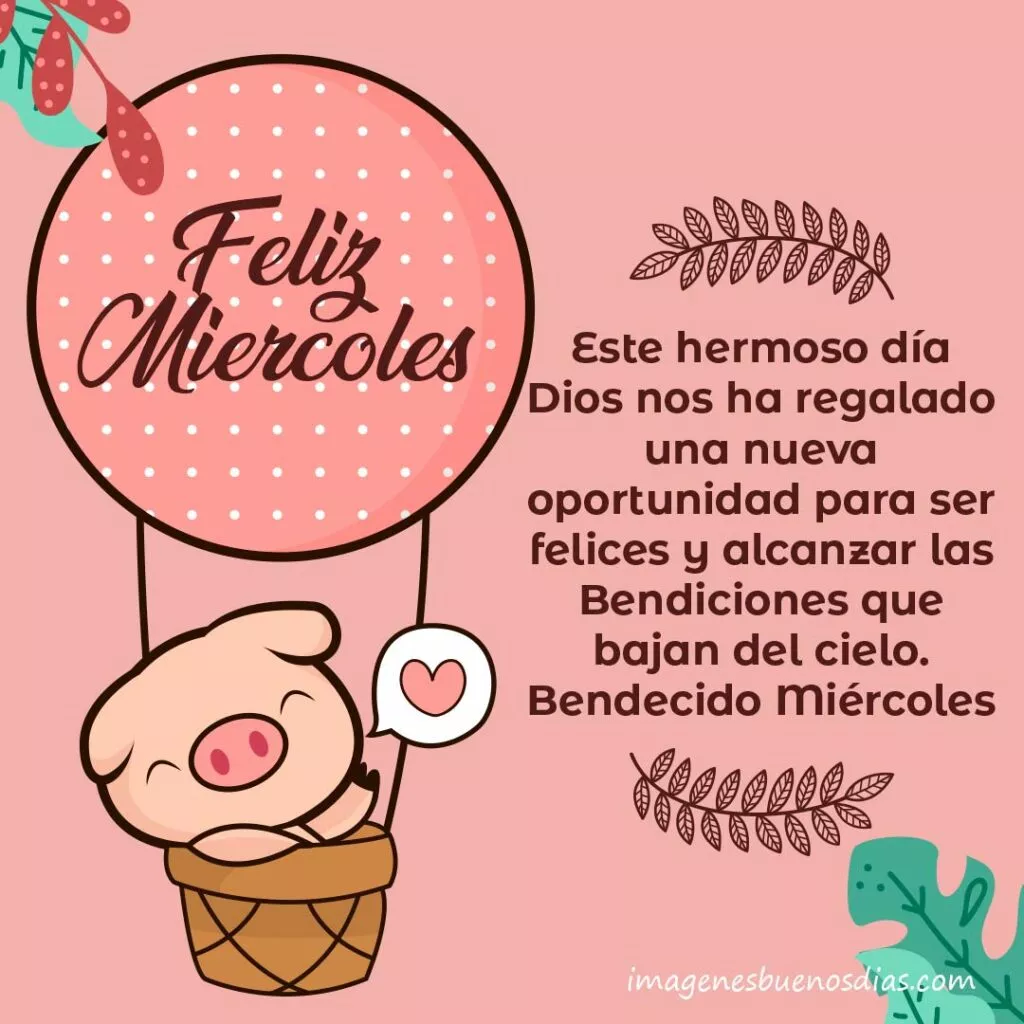 Feliz
Miercoles
Este hermoso día
Dios nos ha regalado
una nueva
oportunidad para ser
felices y alcanzar las
Bendiciones que
bajan del cielo.
Bendecido Miércoles
imagenesbuenosdias.com